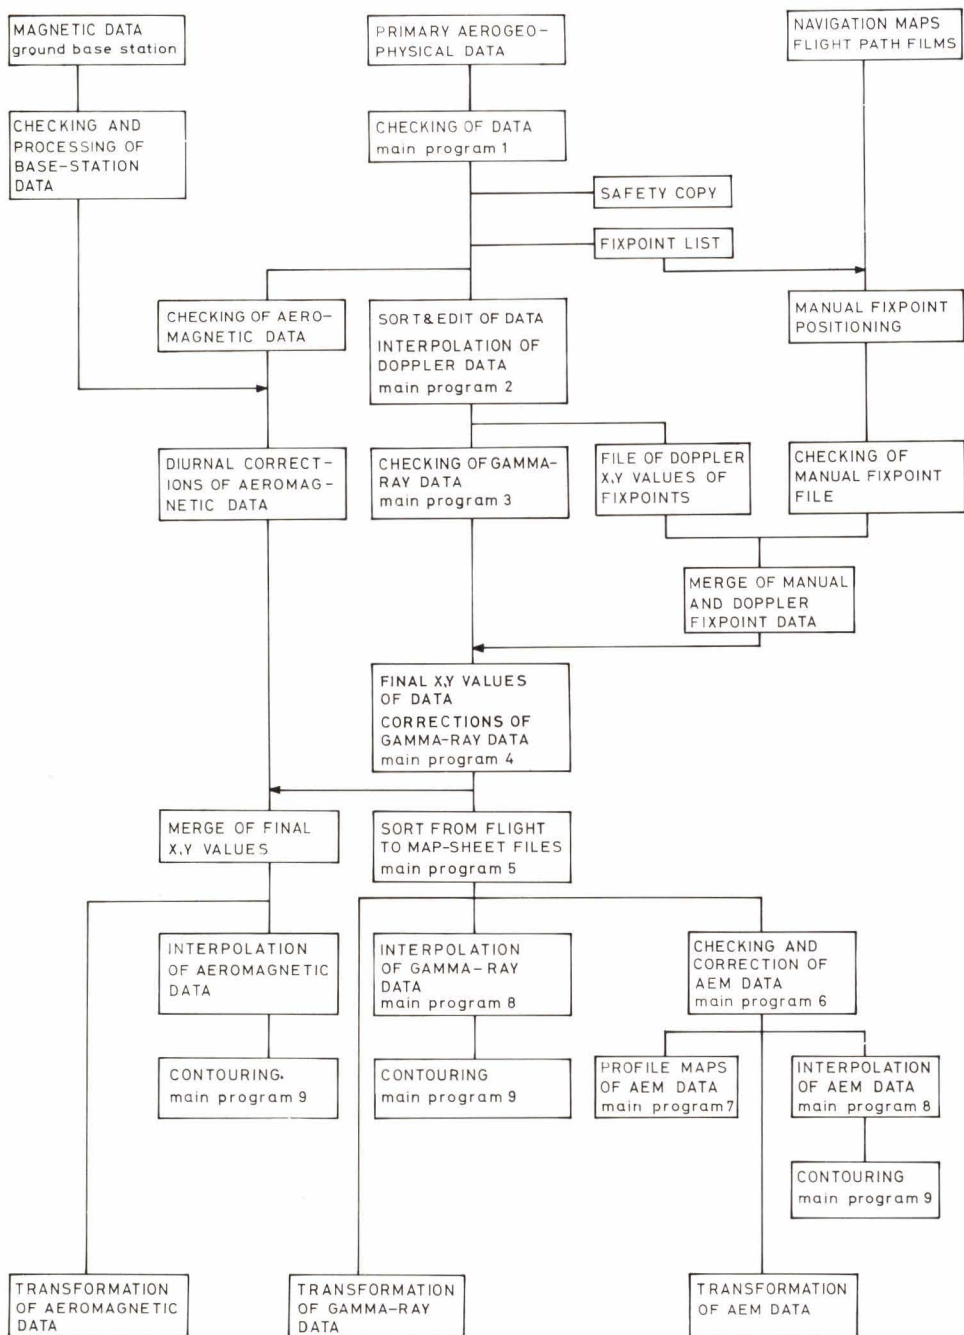 MAGNETIC DATA
ground base station
PRIMARY AEROGEO-
PHYSICAL DATA
NAVIGATION MAPS
FLIGHT PATH FILMS
CHECKING AND
PROCESSING OF
BASE-STATION
DATA
CHECKING OF DATA
main program 1
SAFETY COPY
FIXPOINT LIST
CHECKING OF AERO-
MAGNETIC DATA
SORT & EDIT OF DATA
INTERPOLATION OF
DOPPLER DATA
main program 2
MANUAL FIXPOINT
POSITIONING
DIURNAL CORRECT-
IONS OF AEROMAG-
NETIC DATA
CHECKING OF GAMMA-
RAY DATA
main program 3
FILE OF DOPPLER
X,Y VALUES OF
FIXPOINTS
CHECKING OF
MANUAL FIXPOINT
FILE
MERGE OF MANUAL
AND DOPPLER
FIXPOINT DATA
FINAL X,Y VALUES
OF DATA
CORRECTIONS OF
GAMMA-RAY DATA
main program 4
MERGE OF FINAL
X,Y VALUES
SORT FROM FLIGHT
TO MAP-SHEET FILES
main program 5
INTERPOLATION
OF AEROMAGNETIC
DATA
INTERPOLATION
OF GAMMA-RAY
DATA
main program 8
CHECKING AND
CORRECTION OF
AEM DATA
main program 6
CONTOURING.
main program 9
CONTOURING
main program 9
PROFILE MAPS
OF AEM DATA
main program 7
INTERPOLATION
OF AEM DATA
main program 8
CONTOURING
main program 9
TRANSFORMATION
OF AEROMAGNETIC
DATA
TRANSFORMATION
OF GAMMA-RAY
DATA
TRANSFORMATION
OF AEM DATA